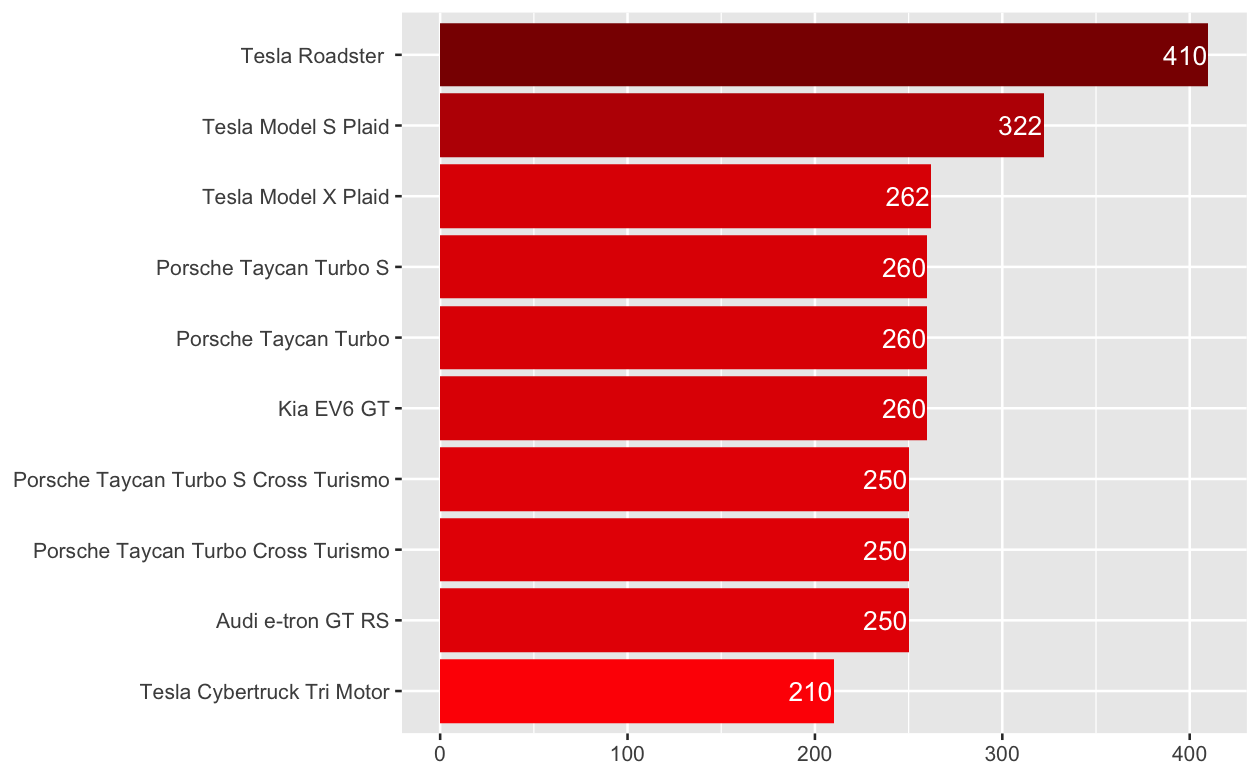 Tesla Roadster 410
Tesla Model S Plaid 322
Tesla Model X Plaid 262
Porsche Taycan Turbo S 260
Porsche Taycan Turbo 260
Kia EV6 GT 260
Porsche Taycan Turbo S Cross Turismo 250
Porsche Taycan Turbo Cross Turismo 250
Audi e-tron GT RS 250
Tesla Cybertruck Tri Motor 210
0 100 200 300 400